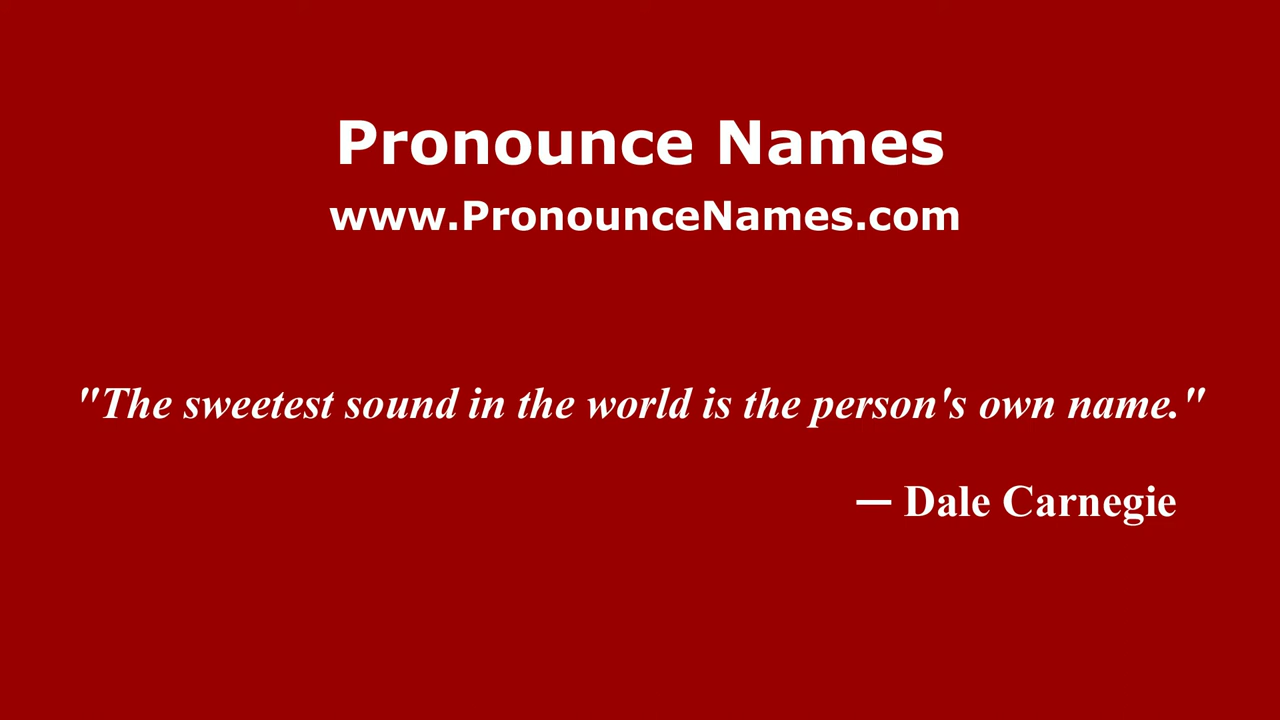 Pronounce Names
www.PronounceNames.com
"The sweetest sound in the world is the person's own name."
— Dale Carnegie